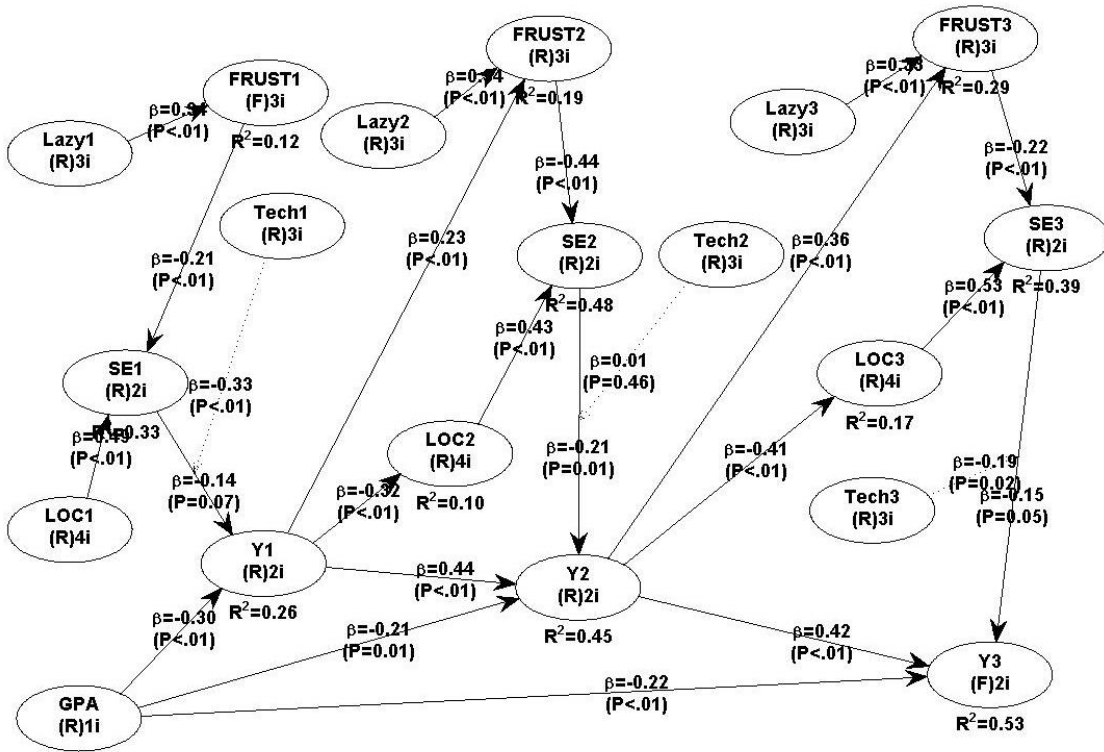 FRUST2
(R)3i
R²=0.19
FRUST3
(R)3i
R²=0.29
FRUST1
(F)3i
R²=0.12
β=0.34
(P<.01)
(P<.01)
(P<.01)
Lazy1
(R)3i
Lazy2
(R)3i
Lazy3
(R)3i
β=-0.44
(P<.01)
β=-0.22
(P<.01)
Tech1
(R)3i
SE2
(R)2i
R²=0.48
Tech2
(R)3i
SE3
(R)2i
R²=0.39
β=0.23
(P<.01)
β=0.36
(P<.01)
β=-0.21
(P<.01)
β=0.53
(P<.01)
β=0.43
(P<.01)
β=0.01
(P=0.46)
SE1
(R)2i
β=-0.33
(P<.01)
LOC3
(R)4i
R²=0.17
β=0.49
(P<.01)
LOC2
(R)4i
R²=0.10
β=-0.21
(P=0.01)
β=-0.41
(P<.01)
β=-0.14
(P=0.07)
β=-0.32
(P<.01)
β=-0.19
(P=0.02)
β=-0.15
(P=0.05)
LOC1
(R)4i
Tech3
(R)3i
Y1
(R)2i
R²=0.26
β=0.44
(P<.01)
Y2
(R)2i
R²=0.45
β=-0.30
(P<.01)
β=-0.21
(P=0.01)
β=0.42
(P<.01)
Y3
(F)2i
R²=0.53
β=-0.22
(P<.01)
GPA
(R)1i